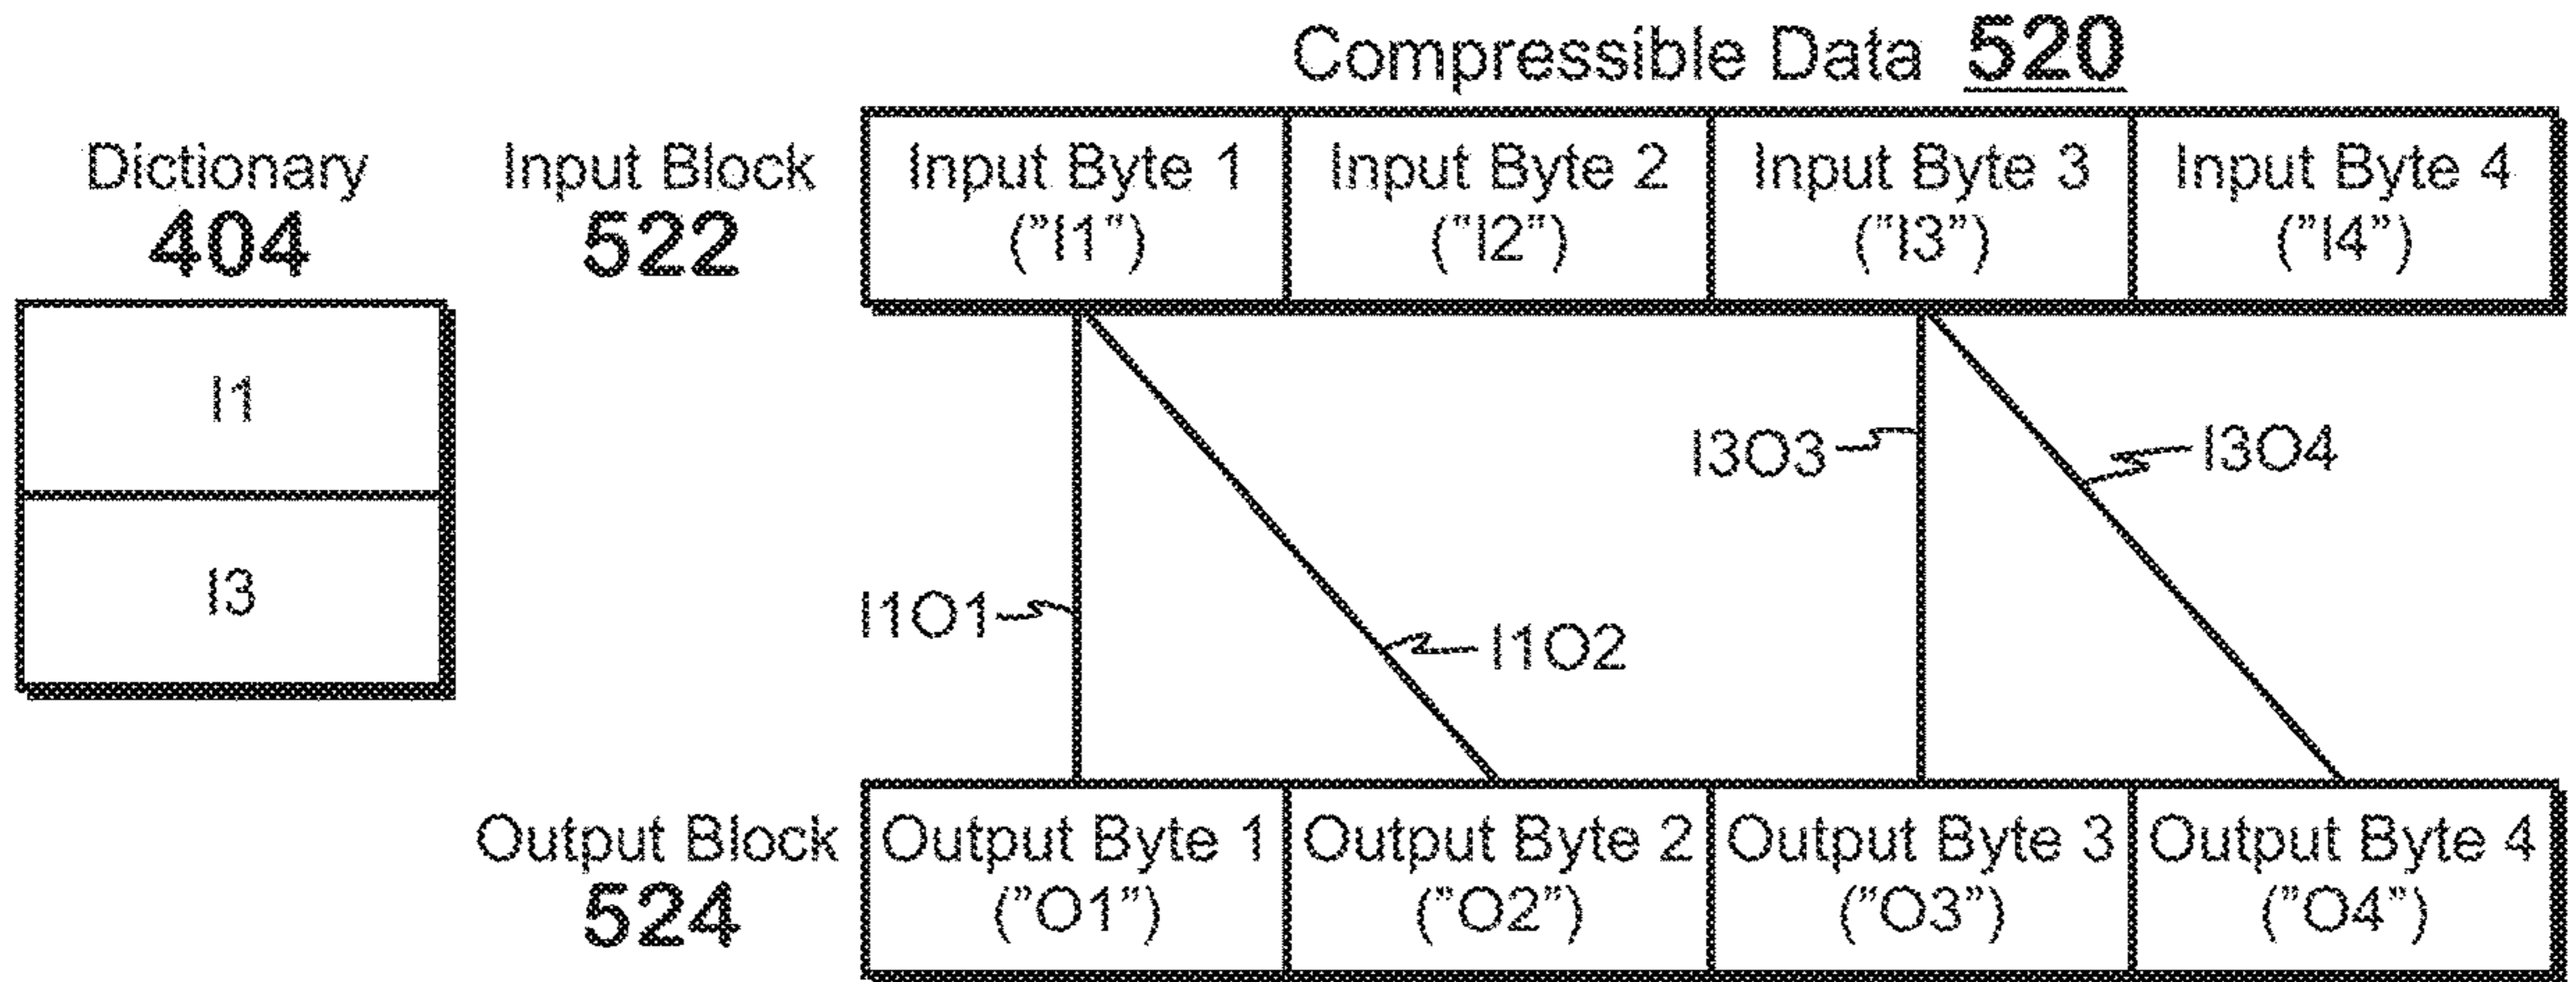 Compressible Data 520
Dictionary
404
Input Block
522
Input Byte 1
("I1")
Input Byte 2
("I2")
Input Byte 3
("I3")
Input Byte 4
("I4")
I1
I3
I1O1
I1O2
I3O3
I3O4
Output Block
524
Output Byte 1
("O1")
Output Byte 2
("O2")
Output Byte 3
("O3")
Output Byte 4
("O4")